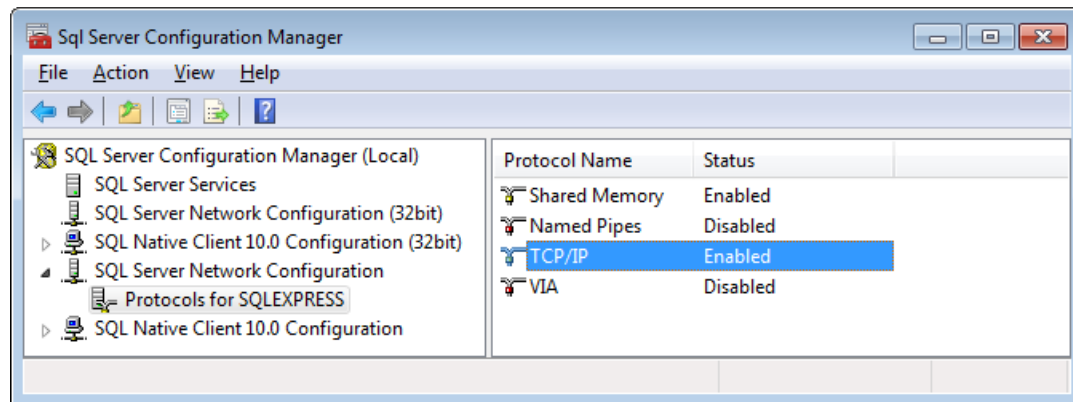 Sql Server Configuration Manager
File Action View Help
SQL Server Configuration Manager (Local)
SQL Server Services
SQL Server Network Configuration (32bit)
SQL Native Client 10.0 Configuration (32bit)
SQL Server Network Configuration
Protocols for SQLEXPRESS
SQL Native Client 10.0 Configuration
Protocol Name Status
Shared Memory Enabled
Named Pipes Disabled
TCP/IP Enabled
VIA Disabled